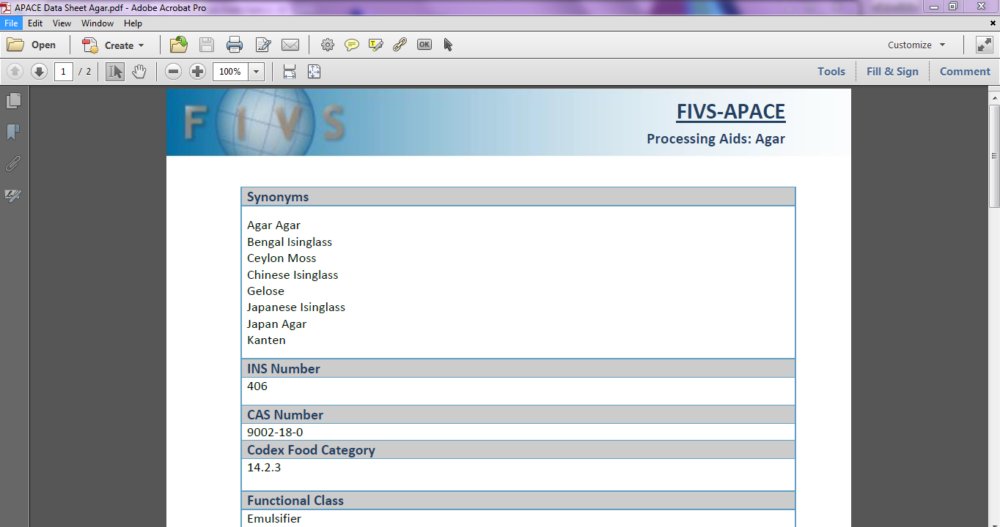 APACE Data Sheet Agar.pdf - Adobe Acrobat Pro
File Edit View Window Help
Open Create OK Customize
1 / 2 100% Tools Fill & Sign Comment
FIVS
FIVS-APACE
Processing Aids: Agar
Synonyms
Agar Agar
Bengal Isinglass
Ceylon Moss
Chinese Isinglass
Gelose
Japanese Isinglass
Japan Agar
Kanten
INS Number
406
CAS Number
9002-18-0
Codex Food Category
14.2.3
Functional Class
Emulsifier